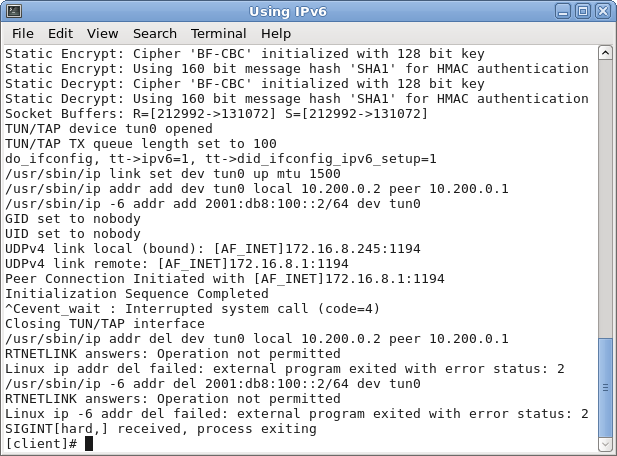 Using IPv6
File Edit View Search Terminal Help
Static Encrypt: Cipher 'BF-CBC' initialized with 128 bit key
Static Encrypt: Using 160 bit message hash 'SHA1' for HMAC authentication
Static Decrypt: Cipher 'BF-CBC' initialized with 128 bit key
Static Decrypt: Using 160 bit message hash 'SHA1' for HMAC authentication
Socket Buffers: R=[212992->131072] S=[212992->131072]
TUN/TAP device tun0 opened
TUN/TAP TX queue length set to 100
do_ifconfig, tt->ipv6=1, tt->did_ifconfig_ipv6_setup=1
/usr/sbin/ip link set dev tun0 up mtu 1500
/usr/sbin/ip addr add dev tun0 local 10.200.0.2 peer 10.200.0.1
/usr/sbin/ip -6 addr add 2001:db8:100::2/64 dev tun0
GID set to nobody
UID set to nobody
UDPv4 link local (bound): [AF_INET]172.16.8.245:1194
UDPv4 link remote: [AF_INET]172.16.8.1:1194
Peer Connection Initiated with [AF_INET]172.16.8.1:1194
Initialization Sequence Completed
^Cevent_wait : Interrupted system call (code=4)
Closing TUN/TAP interface
/usr/sbin/ip addr del dev tun0 local 10.200.0.2 peer 10.200.0.1
RTNETLINK answers: Operation not permitted
Linux ip addr del failed: external program exited with error status: 2
/usr/sbin/ip -6 addr del 2001:db8:100::2/64 dev tun0
RTNETLINK answers: Operation not permitted
Linux ip -6 addr del failed: external program exited with error status: 2
SIGINT[hard,] received, process exiting
[client]#